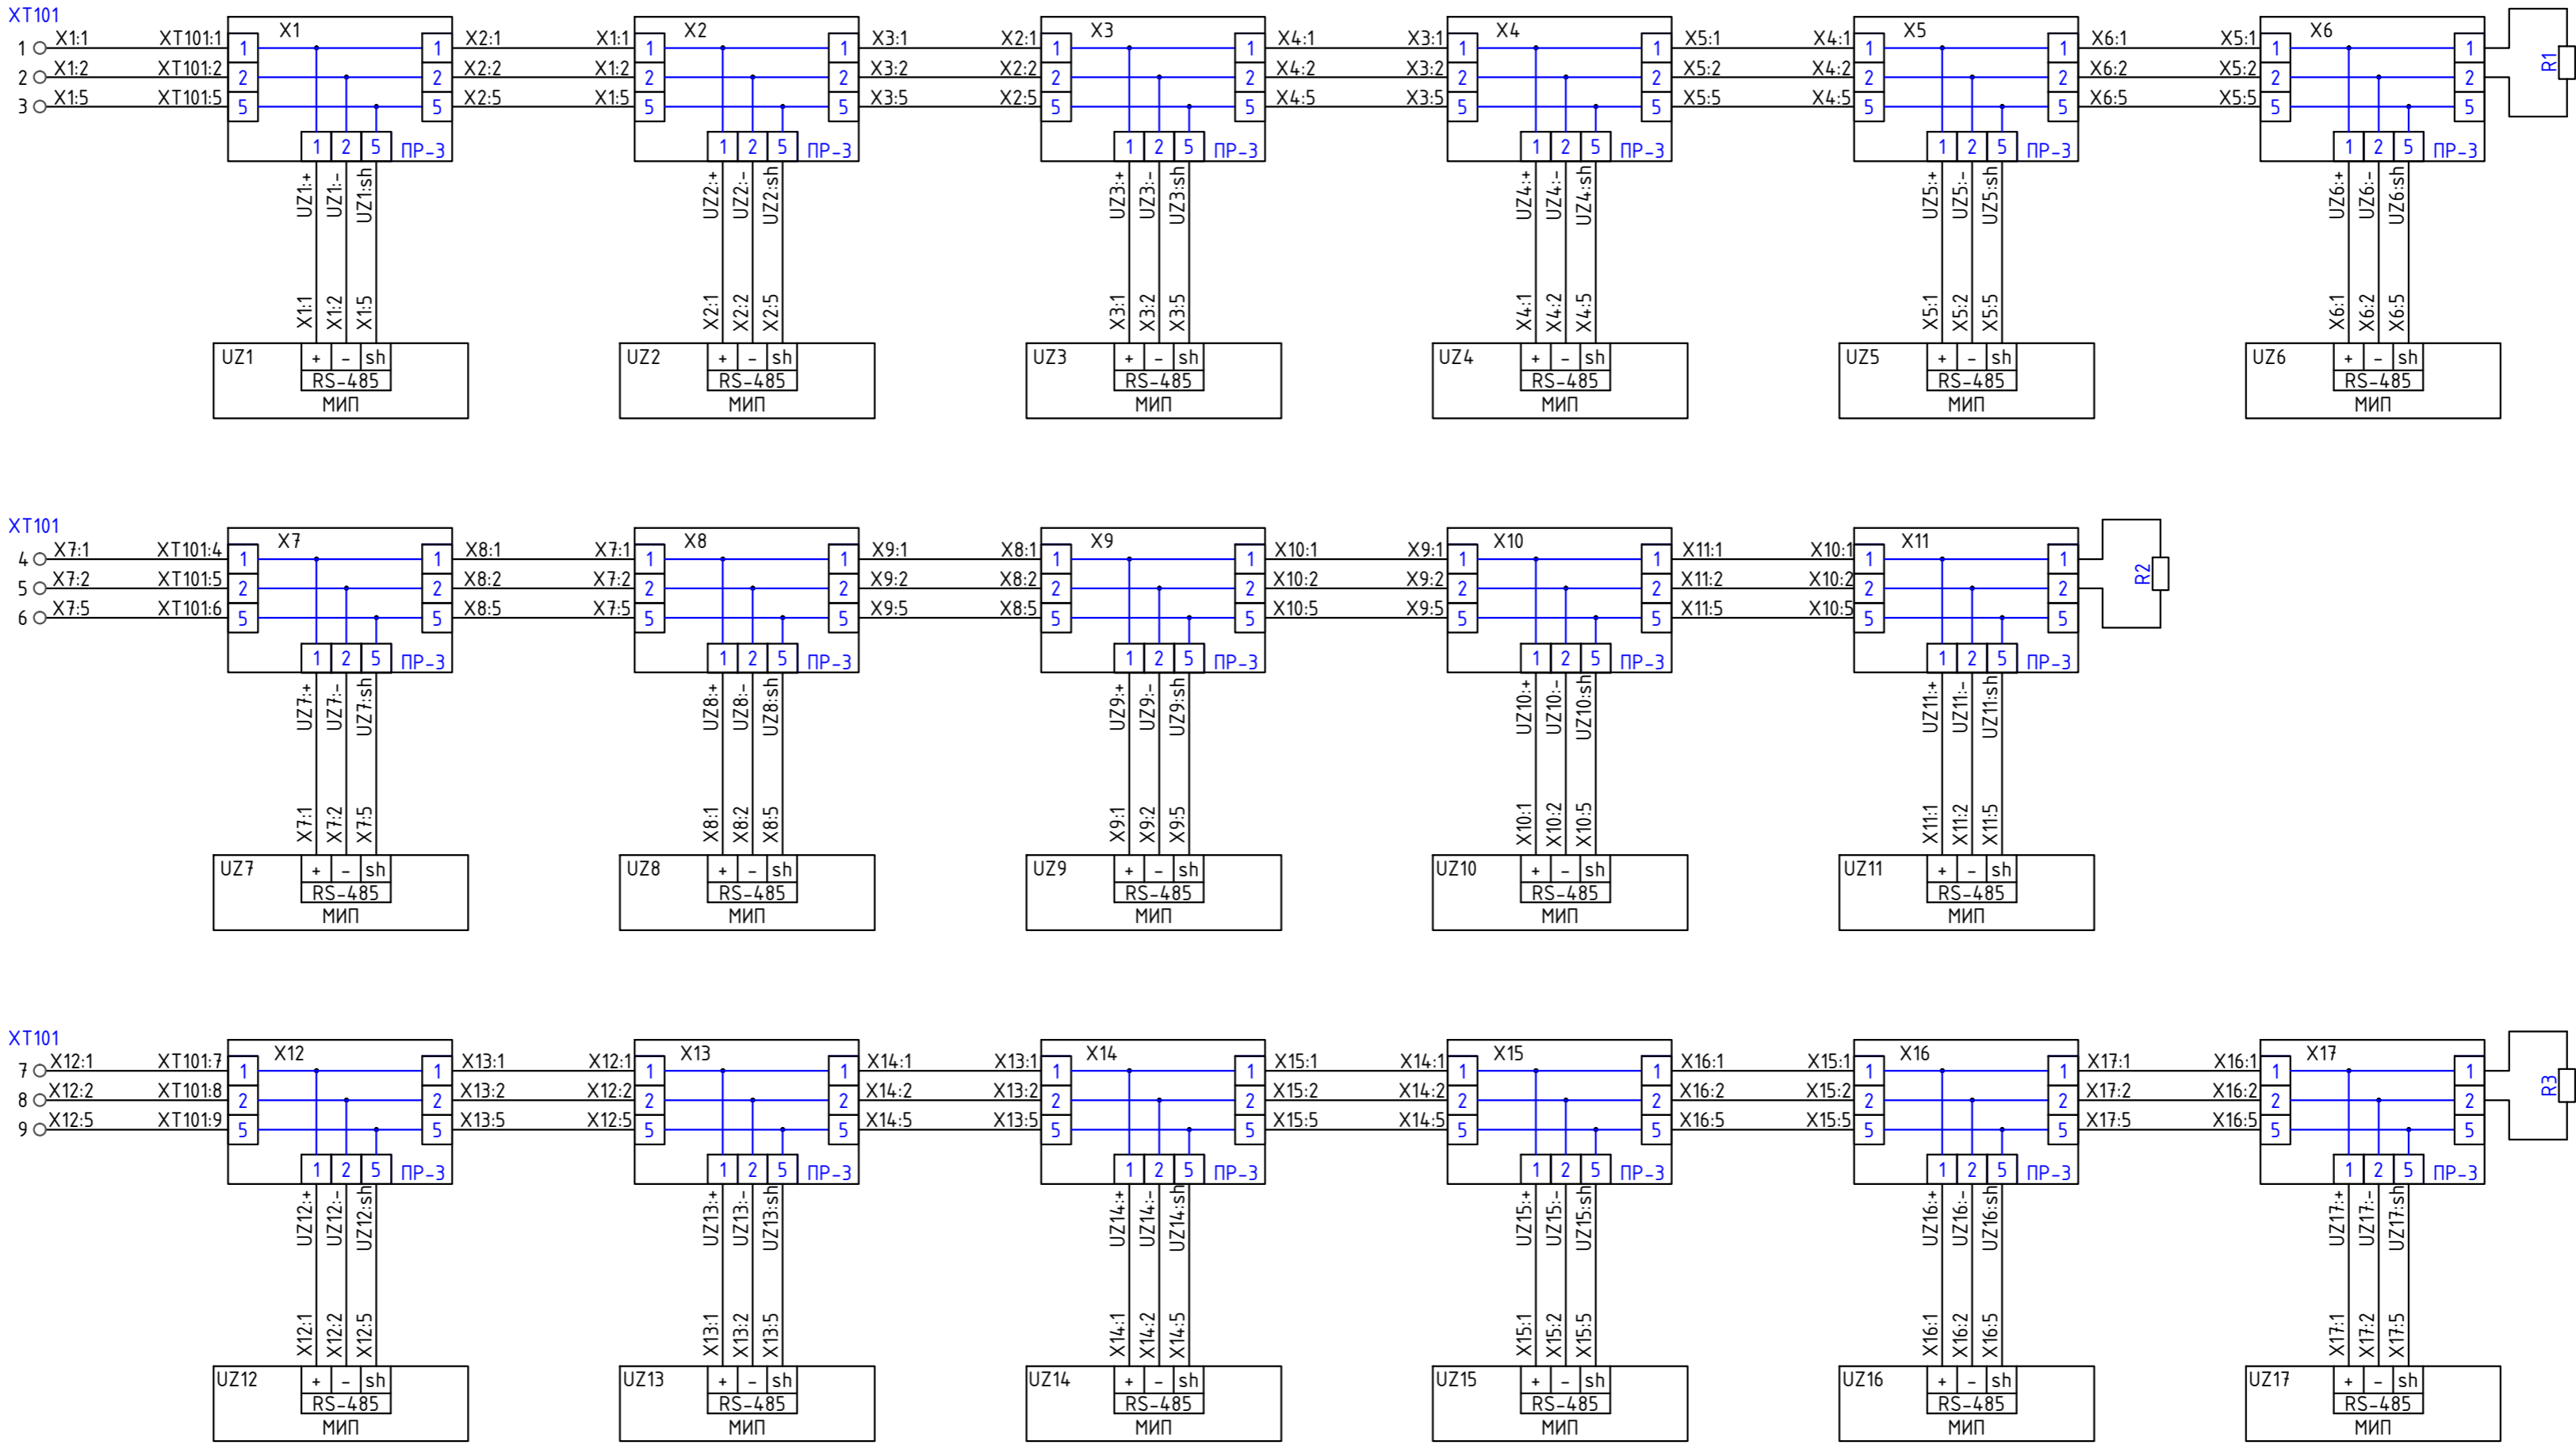 XT101
X1 X2 X3 X4 X5 X6
1 X1:1 XT101:1 1 1 X2:1 X1:1 1 1 X3:1 X2:1 1 1 X4:1 X3:1 1 1 X5:1 X4:1 1 1 X6:1 X5:1 1 1
R1
2 X1:2 XT101:2 2 2 X2:2 X1:2 2 2 X3:2 X2:2 2 2 X4:2 X3:2 2 2 X5:2 X4:2 2 2 X6:2 X5:2 2 2
3 X1:5 XT101:5 5 5 X2:5 X1:5 5 5 X3:5 X2:5 5 5 X4:5 X3:5 5 5 X5:5 X4:5 5 5 X6:5 X5:5 5 5
1 2 5 ПР-3 1 2 5 ПР-3 1 2 5 ПР-3 1 2 5 ПР-3 1 2 5 ПР-3 1 2 5 ПР-3
UZ1:+ UZ1:- UZ1:sh UZ2:+ UZ2:- UZ2:sh UZ3:+ UZ3:- UZ3:sh UZ4:+ UZ4:- UZ4:sh UZ5:+ UZ5:- UZ5:sh UZ6:+ UZ6:- UZ6:sh
X1:1 X1:2 X1:5 X2:1 X2:2 X2:5 X3:1 X3:2 X3:5 X4:1 X4:2 X4:5 X5:1 X5:2 X5:5 X6:1 X6:2 X6:5
UZ1 + - sh UZ2 + - sh UZ3 + - sh UZ4 + - sh UZ5 + - sh UZ6 + - sh
RS-485 RS-485 RS-485 RS-485 RS-485 RS-485
МИП МИП МИП МИП МИП МИП
XT101
X7 X8 X9 X10 X11
4 X7:1 XT101:4 1 1 X8:1 X7:1 1 1 X9:1 X8:1 1 1 X10:1 X9:1 1 1 X11:1 X10:1 1 1
R2
5 X7:2 XT101:5 2 2 X8:2 X7:2 2 2 X9:2 X8:2 2 2 X10:2 X9:2 2 2 X11:2 X10:2 2 2
6 X7:5 XT101:6 5 5 X8:5 X7:5 5 5 X9:5 X8:5 5 5 X10:5 X9:5 5 5 X11:5 X10:5 5 5
1 2 5 ПР-3 1 2 5 ПР-3 1 2 5 ПР-3 1 2 5 ПР-3 1 2 5 ПР-3
UZ7:+ UZ7:- UZ7:sh UZ8:+ UZ8:- UZ8:sh UZ9:+ UZ9:- UZ9:sh UZ10:+ UZ10:- UZ10:sh UZ11:+ UZ11:- UZ11:sh
X7:1 X7:2 X7:5 X8:1 X8:2 X8:5 X9:1 X9:2 X9:5 X10:1 X10:2 X10:5 X11:1 X11:2 X11:5
UZ7 + - sh UZ8 + - sh UZ9 + - sh UZ10 + - sh UZ11 + - sh
RS-485 RS-485 RS-485 RS-485 RS-485
МИП МИП МИП МИП МИП
XT101
X12 X13 X14 X15 X16 X17
7 X12:1 XT101:7 1 1 X13:1 X12:1 1 1 X14:1 X13:1 1 1 X15:1 X14:1 1 1 X16:1 X15:1 1 1 X17:1 X16:1 1 1
R3
8 X12:2 XT101:8 2 2 X13:2 X12:2 2 2 X14:2 X13:2 2 2 X15:2 X14:2 2 2 X16:2 X15:2 2 2 X17:2 X16:2 2 2
9 X12:5 XT101:9 5 5 X13:5 X12:5 5 5 X14:5 X13:5 5 5 X15:5 X14:5 5 5 X16:5 X15:5 5 5 X17:5 X16:5 5 5
1 2 5 ПР-3 1 2 5 ПР-3 1 2 5 ПР-3 1 2 5 ПР-3 1 2 5 ПР-3 1 2 5 ПР-3
UZ12:+ UZ12:- UZ12:sh UZ13:+ UZ13:- UZ13:sh UZ14:+ UZ14:- UZ14:sh UZ15:+ UZ15:- UZ15:sh UZ16:+ UZ16:- UZ16:sh UZ17:+ UZ17:- UZ17:sh
X12:1 X12:2 X12:5 X13:1 X13:2 X13:5 X14:1 X14:2 X14:5 X15:1 X15:2 X15:5 X16:1 X16:2 X16:5 X17:1 X17:2 X17:5
UZ12 + - sh UZ13 + - sh UZ14 + - sh UZ15 + - sh UZ16 + - sh UZ17 + - sh
RS-485 RS-485 RS-485 RS-485 RS-485 RS-485
МИП МИП МИП МИП МИП МИП